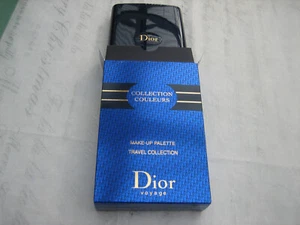 Dior
COLLECTION
COULEURS
MAKE-UP PALETTE
TRAVEL COLLECTION
Dior
voyage